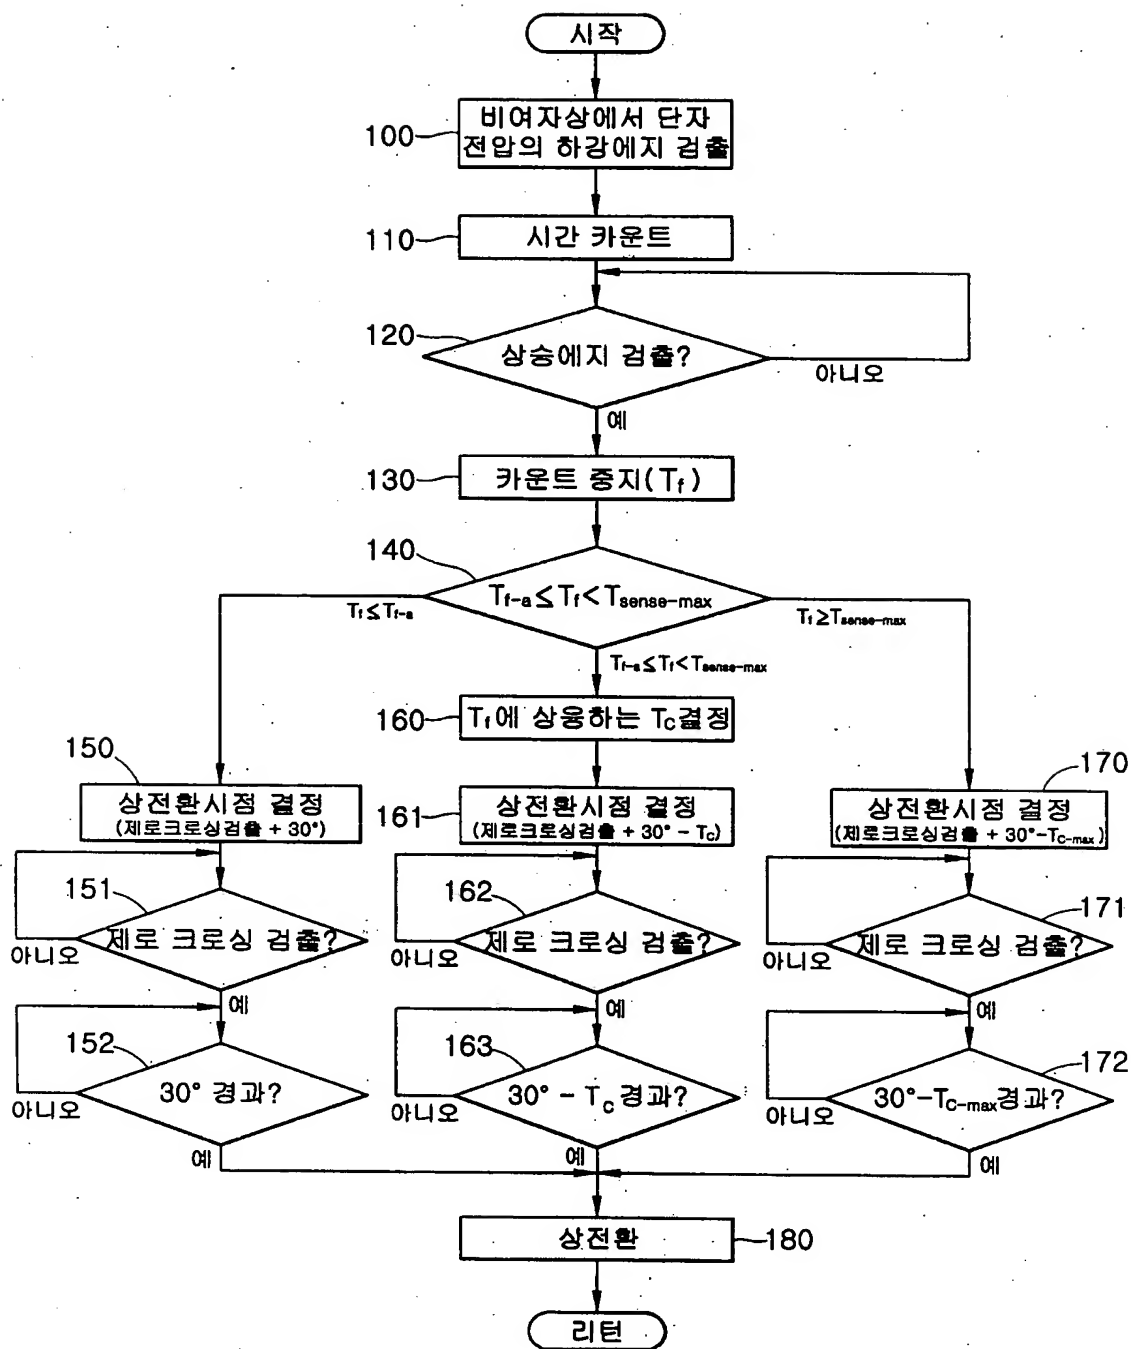 시작
100
비여자상에서 단자
전압의 하강에지 검출
110
시간 카운트
120
상승에지 검출?
아니오
예
130
카운트 중지(Tf)
140
Tf-a≤Tf<Tsense-max
Tf≤Tf-a
Tf≥Tsense-max
Tf-a≤Tf<Tsense-max
160
Tf에 상응하는 TC결정
150
상전환시점 결정
(제로크로싱검출 + 30°)
161
상전환시점 결정
(제로크로싱검출 + 30° - TC)
170
상전환시점 결정
(제로크로싱검출 + 30°-TC-max)
151
제로 크로싱 검출?
아니오
예
162
제로 크로싱 검출?
아니오
예
171
제로 크로싱 검출?
아니오
예
152
30° 경과?
아니오
예
163
30° - Tc 경과?
아니오
예
172
30°-TC-max경과?
아니오
예
상전환
180
리턴